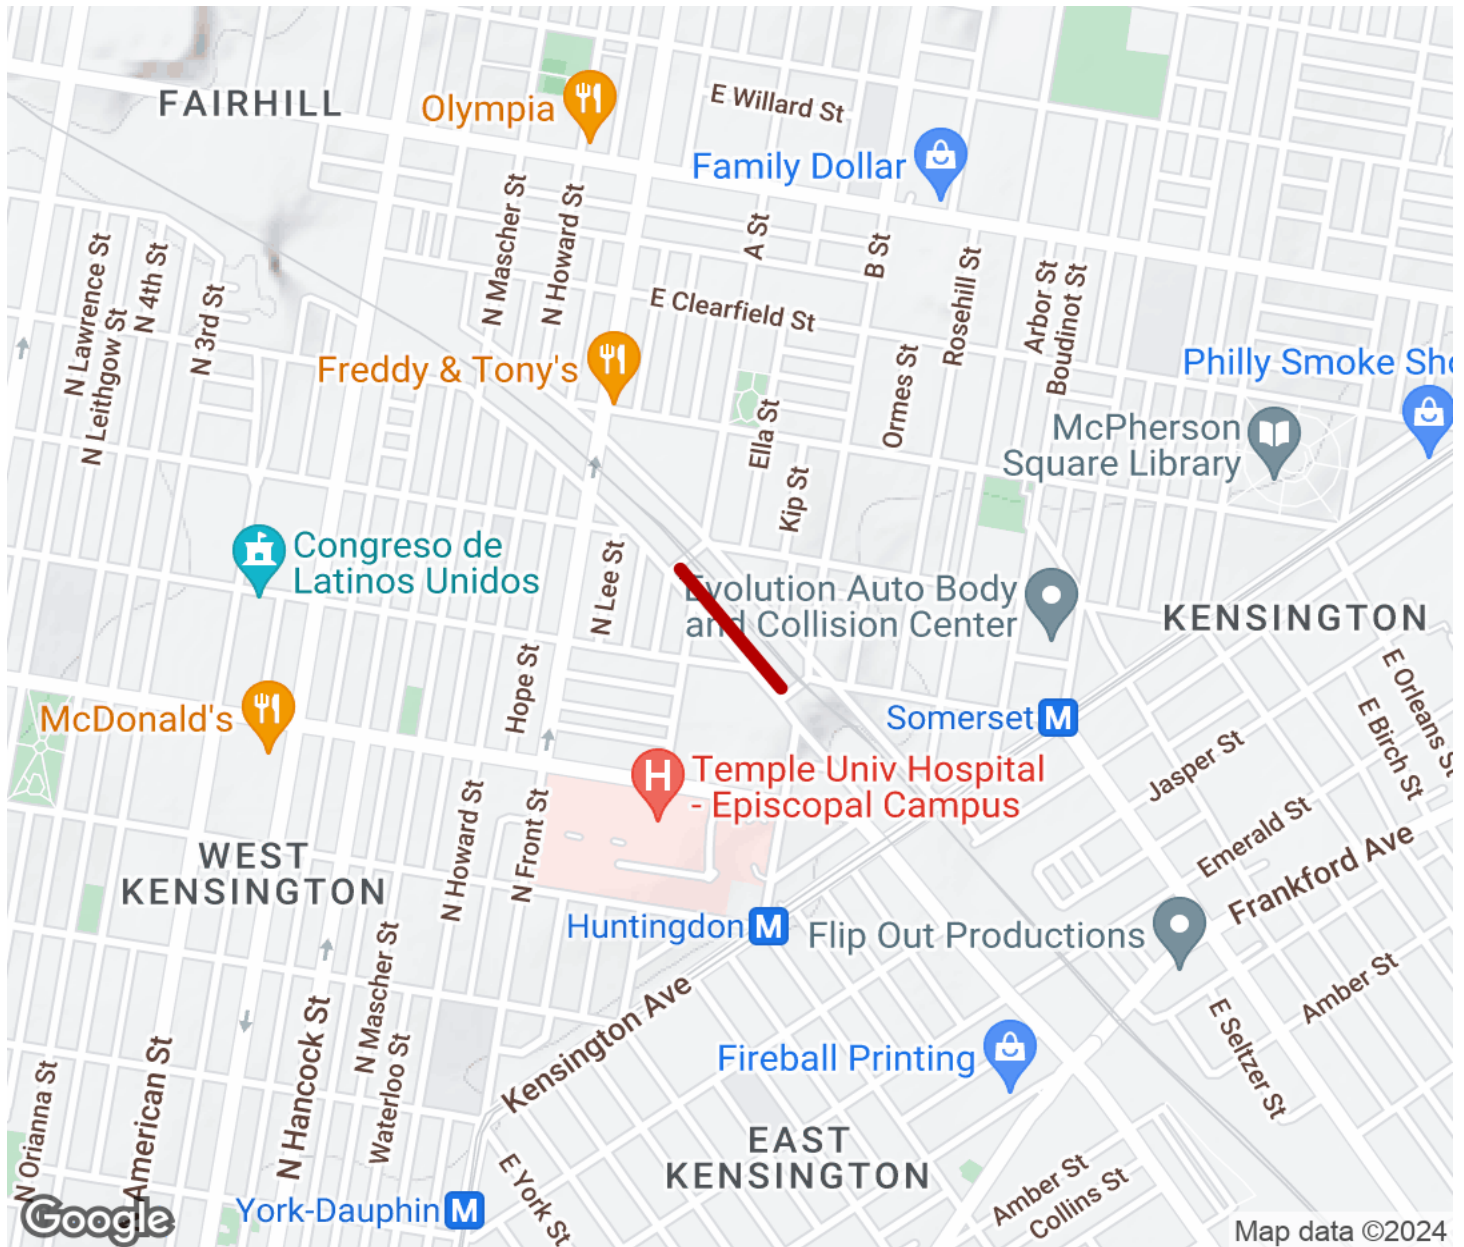 FAIRHILL
Olympia
E Willard St
Family Dollar
N Mascher St
N Howard St
A St
B St
N Lawrence St
N Leithgow St
N 4th St
N 3rd St
Rosehill St
Arbor St
Boudinot St
E Clearfield St
Freddy & Tony's
Ormes St
Philly Smoke Sho
Ella St
McPherson
Square Library
Kip St
Congreso de
Latinos Unidos
N Lee St
Evolution Auto Body
and Collision Center
KENSINGTON
Hope St
E Orleans St
McDonald's
Somerset M
E Birch St
Jasper St
Temple Univ Hospital
- Episcopal Campus
N Howard St
N Front St
WEST
KENSINGTON
Emerald St
Frankford Ave
Huntingdon M
Flip Out Productions
N Mascher St
Amber St
Kensington Ave
N Hancock St
E Seltzer St
American St
Waterloo St
Fireball Printing
N Orianna St
EAST
KENSINGTON
E York St
Amber St
Collins St
York-Dauphin M
Google
Map data ©2024